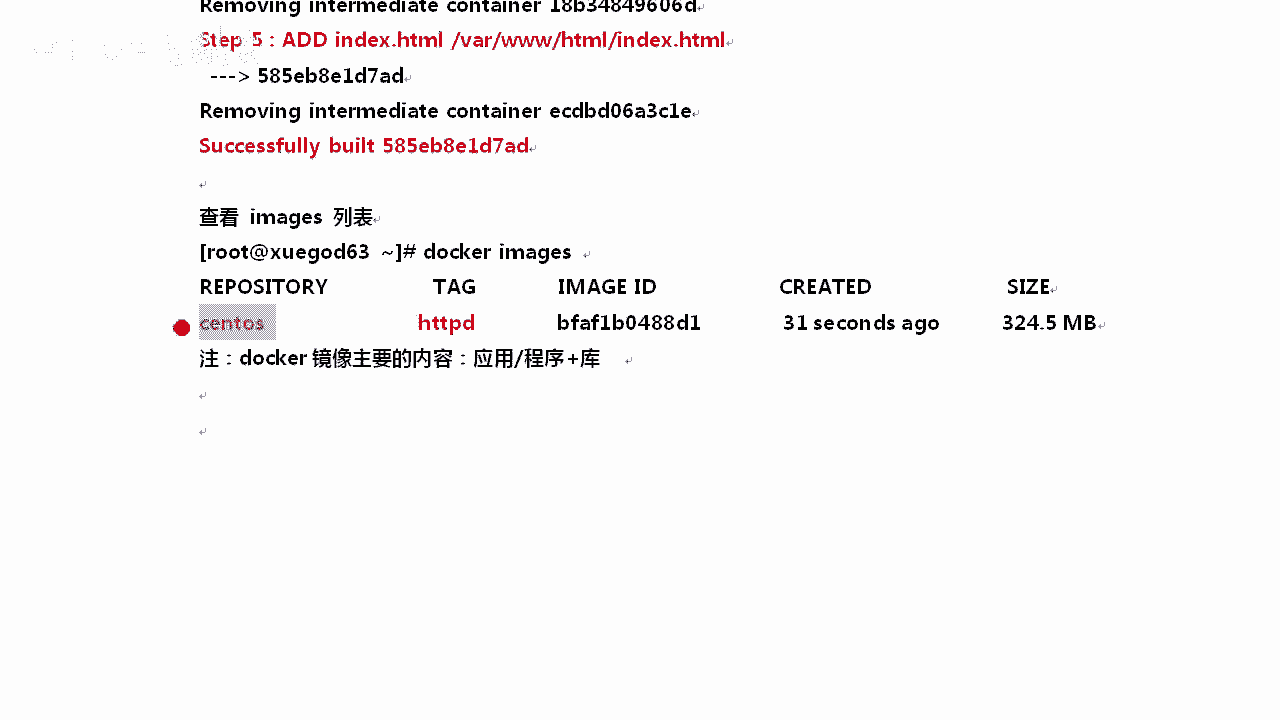 Removing intermediate container 18b34849606d
Step 5 : ADD index.html /var/www/html/index.html
---> 585eb8e1d7ad
Removing intermediate container ecdbd06a3c1e
Successfully built 585eb8e1d7ad
查看 images 列表
[root@xuegod63 ~]# docker images
REPOSITORY TAG IMAGE ID CREATED SIZE
centos httpd bfaf1b0488d1 31 seconds ago 324.5 MB
注：docker 镜像主要的内容：应用/程序+库